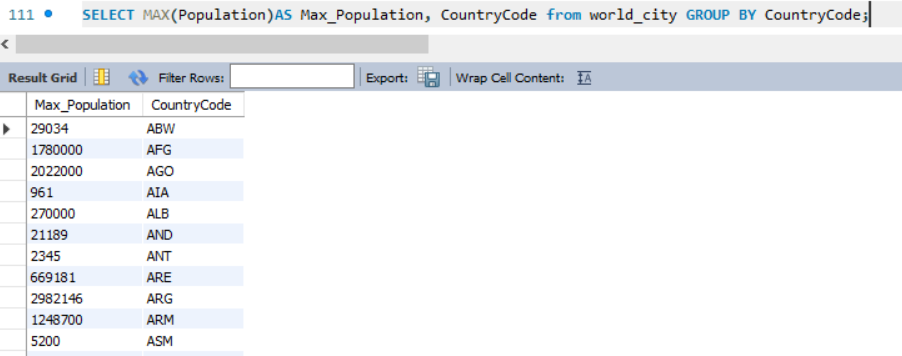 111 SELECT MAX(Population)AS Max_Population, CountryCode from world_city GROUP BY CountryCode;
Result Grid Filter Rows: Export: Wrap Cell Content: IA
Max_Population CountryCode
29034 ABW
1780000 AFG
2022000 AGO
961 AIA
270000 ALB
21189 AND
2345 ANT
669181 ARE
2982146 ARG
1248700 ARM
5200 ASM